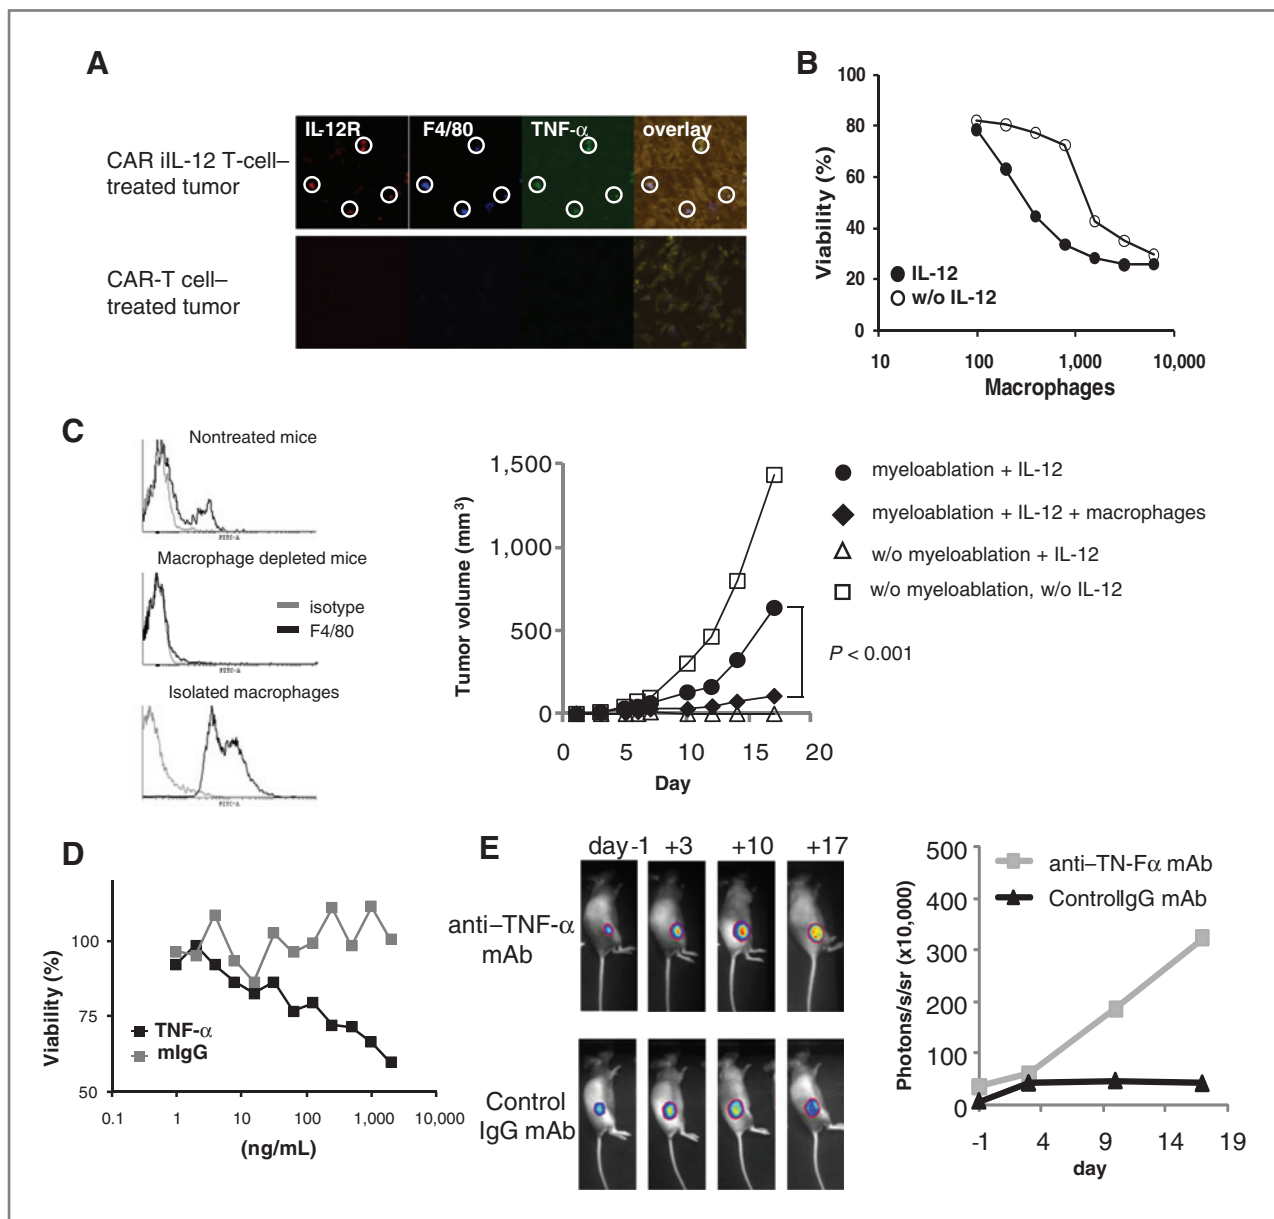 A
IL-12R F4/80 TNF-α overlay
CAR iIL-12 T-cell–
treated tumor
CAR-T cell–
treated tumor
B
100
80
60
40
20
0
Viability (%)
IL-12
w/o IL-12
10 100 1,000 10,000
Macrophages
C
Nontreated mice
FITC-A
Macrophage depleted mice
isotype
F4/80
FITC-A
Isolated macrophages
FITC-A
1,500
1,000
500
0
Tumor volume (mm³)
0 5 10 15 20
Day
myeloablation + IL-12
myeloablation + IL-12 + macrophages
w/o myeloablation + IL-12
w/o myeloablation, w/o IL-12
P < 0.001
D
100
75
50
Viability (%)
TNF-α
mIgG
0.1 1 10 100 1,000 10,000
(ng/mL)
E
day -1 +3 +10 +17
anti–TNF-α
mAb
Control
IgG mAb
500
400
300
200
100
0
Photons/s/sr (x10,000)
anti–TN-Fα mAb
ControlIgG mAb
-1 4 9 14 19
day